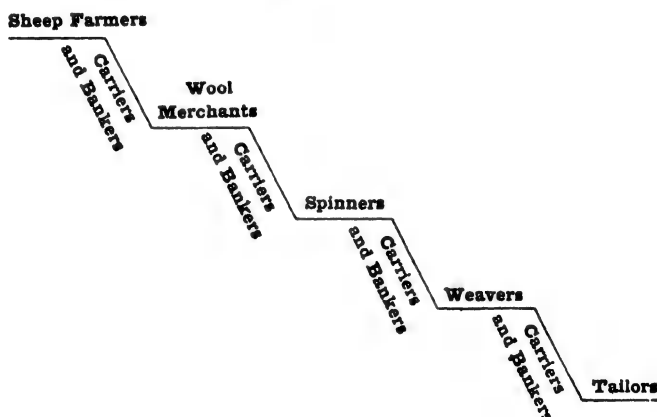 Sheep Farmers
Carriers
and Bankers
Wool
Merchants
Carriers
and Bankers
Spinners
Carriers
and Bankers
Weavers
Carriers
and Bankers
Tailors